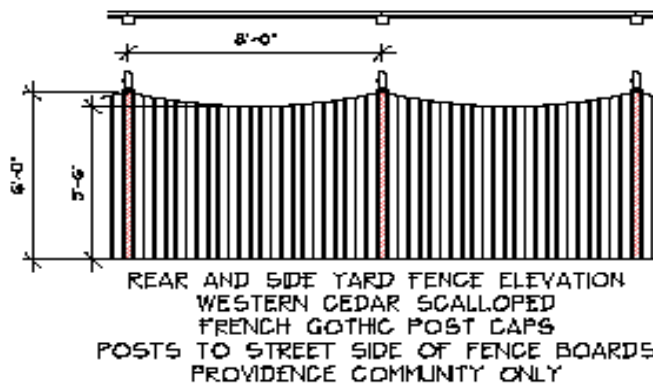 8'-0"
6'-0"
5'-6"
REAR AND SIDE YARD FENCE ELEVATION
WESTERN CEDAR SCALLOPED
FRENCH GOTHIC POST CAPS
POSTS TO STREET SIDE OF FENCE BOARDS
PROVIDENCE COMMUNITY ONLY